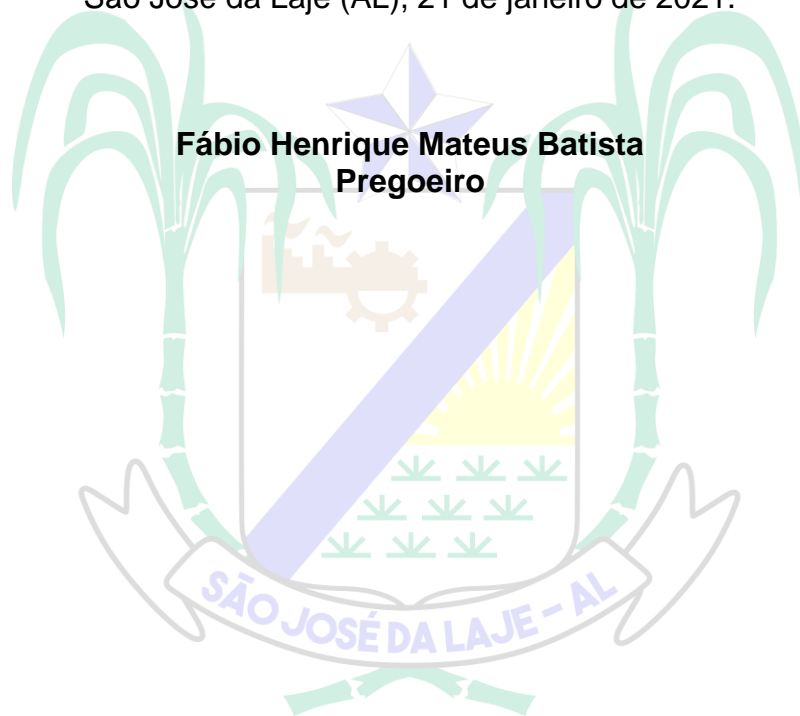 São José da Laje (AL), 21 de janeiro de 2021.
Fábio Henrique Mateus Batista
Pregoeiro
SÃO JOSÉ DA LAJE - AL